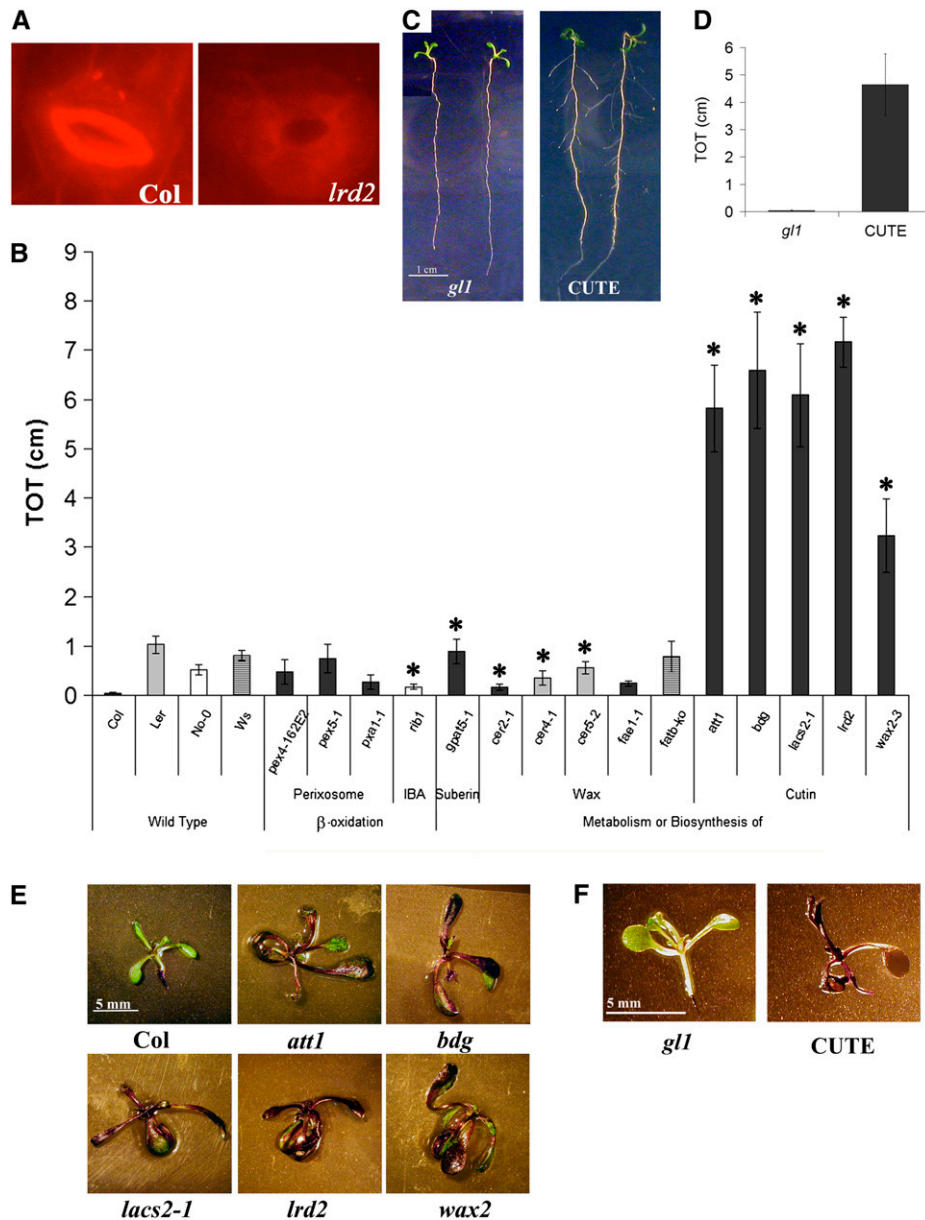 A
Col
lrd2
C
1 cm
gl1
CUTE
D
TOT (cm)
6
5
4
3
2
1
0
gl1
CUTE
B
TOT (cm)
9
8
7
6
5
4
3
2
1
0
* * * * * * * * * *
Col Ler No-0 Ws pex4-162E2 pex5-1 pxa1-1 rib1 gpat5-1 cer2-1 cer4-1 cer5-2 fae1-1 fatb-ko att1 bdg lacs2-1 lrd2 wax2-3
Perixosome IBA Suberin Wax Cutin
Wild Type β-oxidation Metabolism or Biosynthesis of
E
5 mm
Col
att1
bdg
lacs2-1
lrd2
wax2
F
5 mm
gl1
CUTE